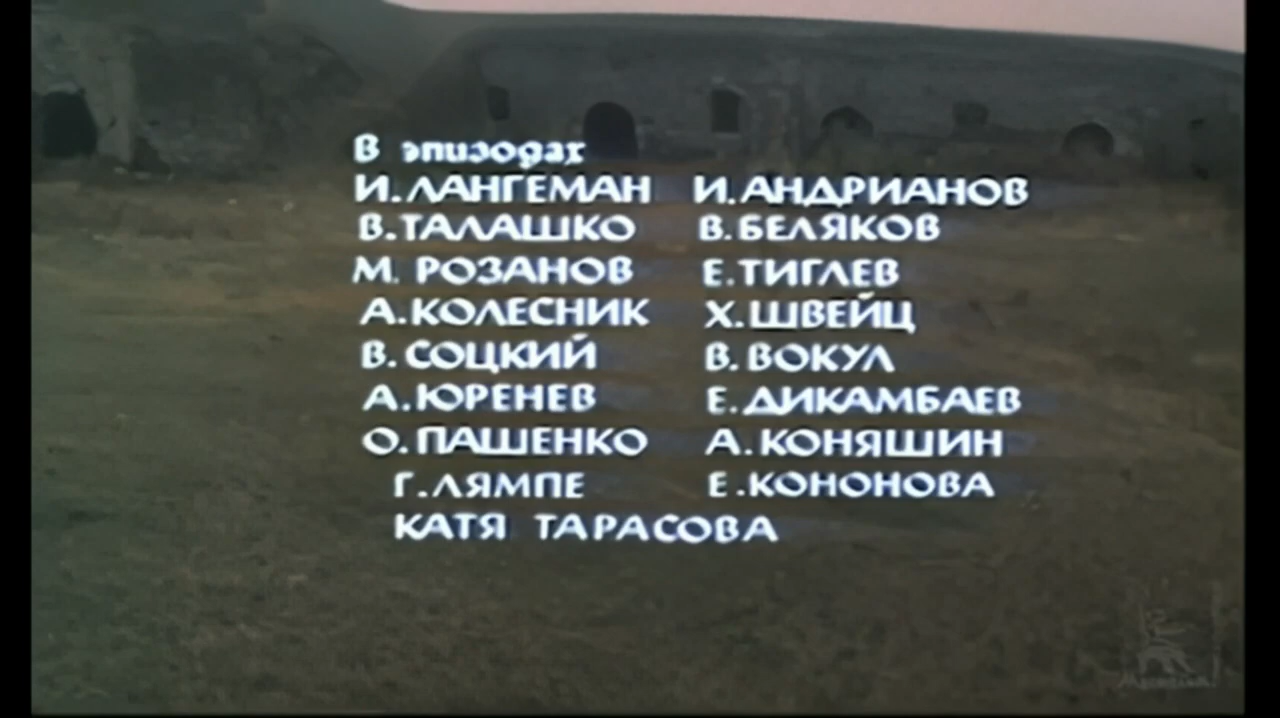 В эпизодах
И. ЛАНГЕМАН И. АНДРИАНОВ
В. ТАЛАШКО В. БЕЛЯКОВ
М. РОЗАНОВ Е. ТИГЛЕВ
А. КОЛЕСНИК Х. ШВЕЙЦ
В. СОЦКИЙ В. ВОКУЛ
А. ЮРЕНЕВ Е. ДИКАМБАЕВ
О. ПАШЕНКО А. КОНЯШИН
Г. ЛЯМПЕ Е. КОНОНОВА
КАТЯ ТАРАСОВА